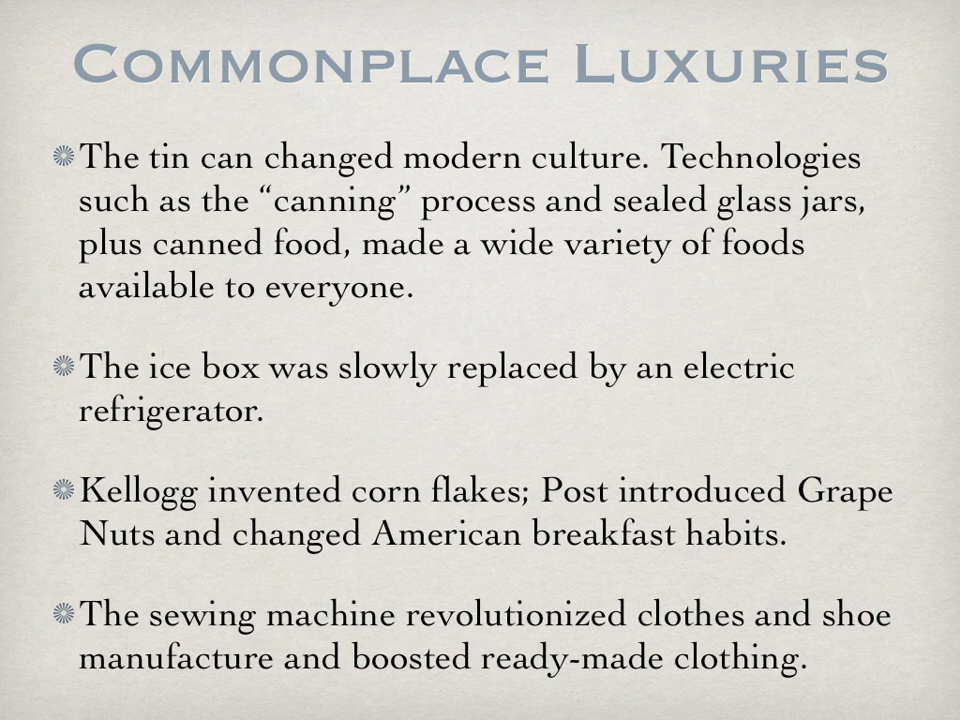 Commonplace Luxuries
The tin can changed modern culture. Technologies
such as the “canning” process and sealed glass jars,
plus canned food, made a wide variety of foods
available to everyone.
The ice box was slowly replaced by an electric
refrigerator.
Kellogg invented corn flakes; Post introduced Grape
Nuts and changed American breakfast habits.
The sewing machine revolutionized clothes and shoe
manufacture and boosted ready-made clothing.